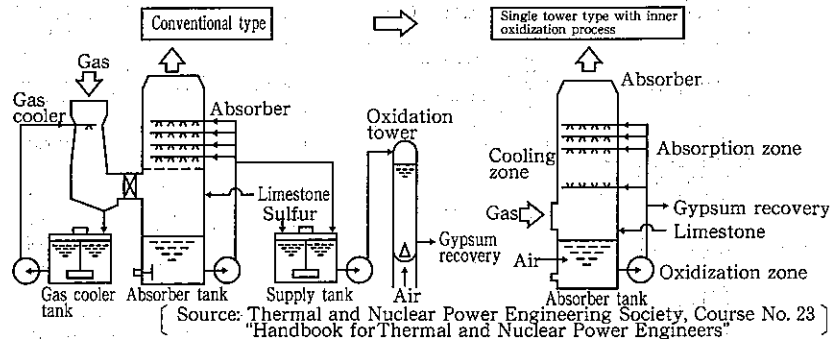 Conventional type
Single tower type with inner
oxidization process
Gas
Gas
cooler
Absorber
Oxidation
tower
Limestone
Sulfur
Gypsum
recovery
Gas cooler
tank
Absorber tank
Supply tank
Air
Absorber
Cooling
zone
Absorption zone
Gas
Gypsum recovery
Limestone
Air
Oxidization zone
Absorber tank
Source: Thermal and Nuclear Power Engineering Society, Course No. 23
"Handbook for Thermal and Nuclear Power Engineers"